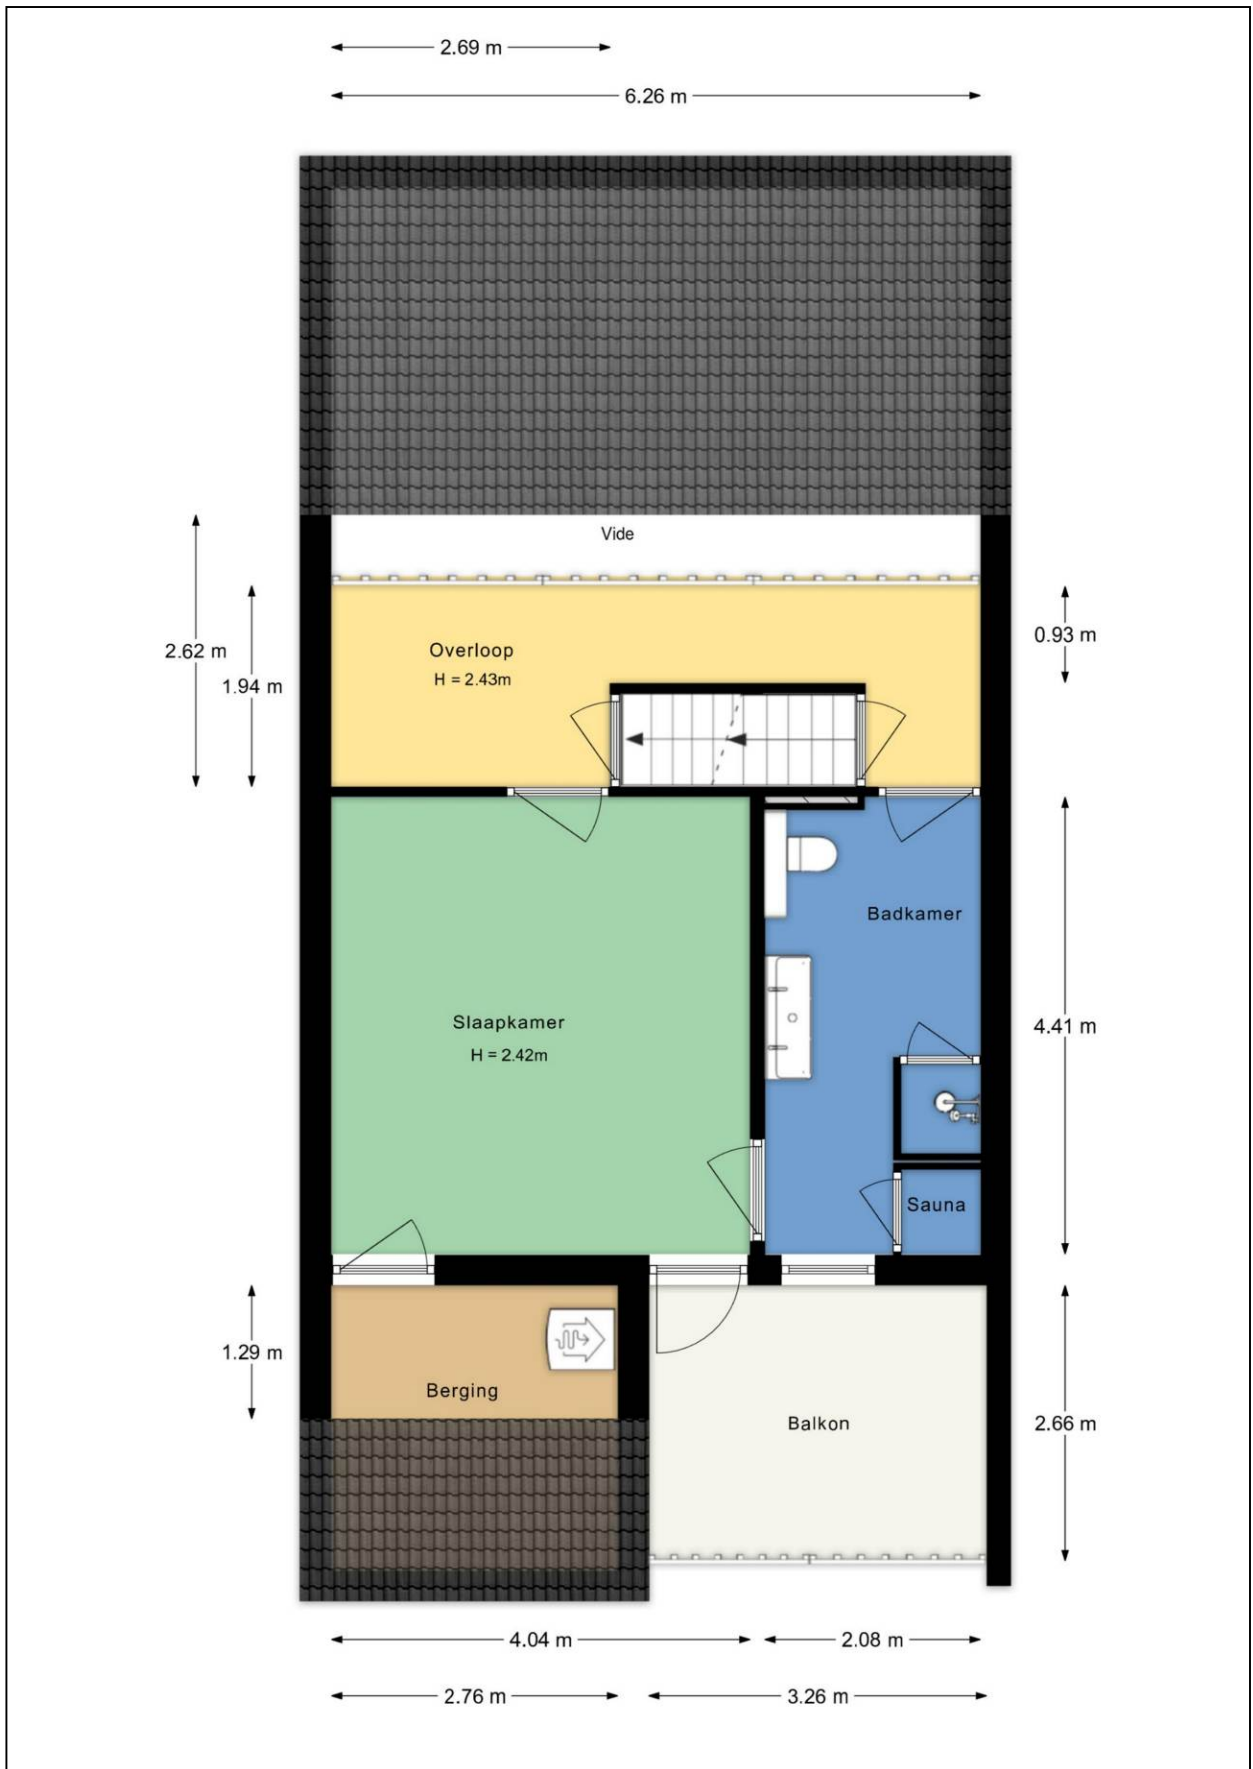 2.69 m
6.26 m
Vide
2.62 m
1.94 m
Overloop
H = 2.43m
0.93 m
Badkamer
Slaapkamer
H = 2.42m
4.41 m
Sauna
1.29 m
Berging
Balkon
2.66 m
4.04 m
2.08 m
2.76 m
3.26 m